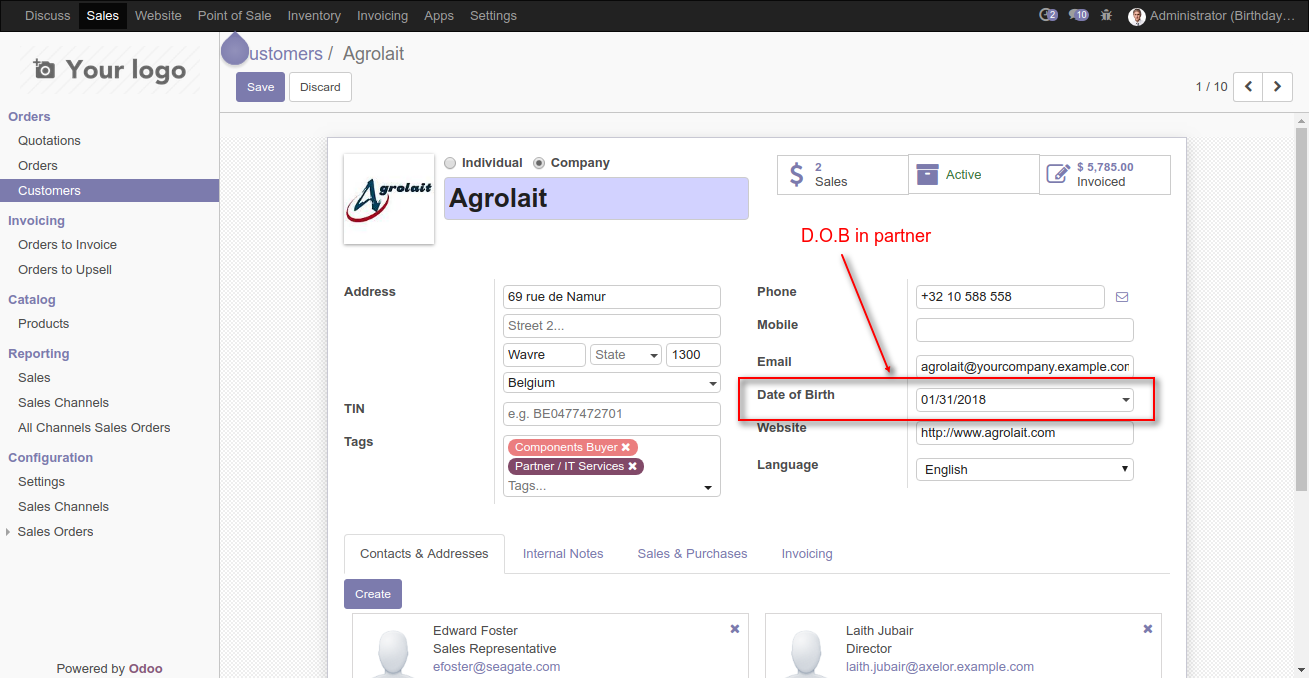 Discuss Sales Website Point of Sale Inventory Invoicing Apps Settings 2 10 Administrator (Birthday…
Your logo
ustomers / Agrolait
Save Discard
1 / 10
Orders
Quotations
Orders
Customers
Invoicing
Orders to Invoice
Orders to Upsell
Catalog
Products
Reporting
Sales
Sales Channels
All Channels Sales Orders
Configuration
Settings
Sales Channels
Sales Orders
Powered by Odoo
Agrolait
Individual Company
Agrolait
$ 2 Sales
Active
$ 5,785.00 Invoiced
D.O.B in partner
Address
69 rue de Namur
Street 2...
Wavre State 1300
Belgium
TIN e.g. BE0477472701
Tags
Components Buyer ✖
Partner / IT Services ✖
Tags...
Phone +32 10 588 558
Mobile
Email agrolait@yourcompany.example.con
Date of Birth 01/31/2018
Website http://www.agrolait.com
Language English
Contacts & Addresses Internal Notes Sales & Purchases Invoicing
Create
Edward Foster
Sales Representative
efoster@seagate.com
Laith Jubair
Director
laith.jubair@axelor.example.com